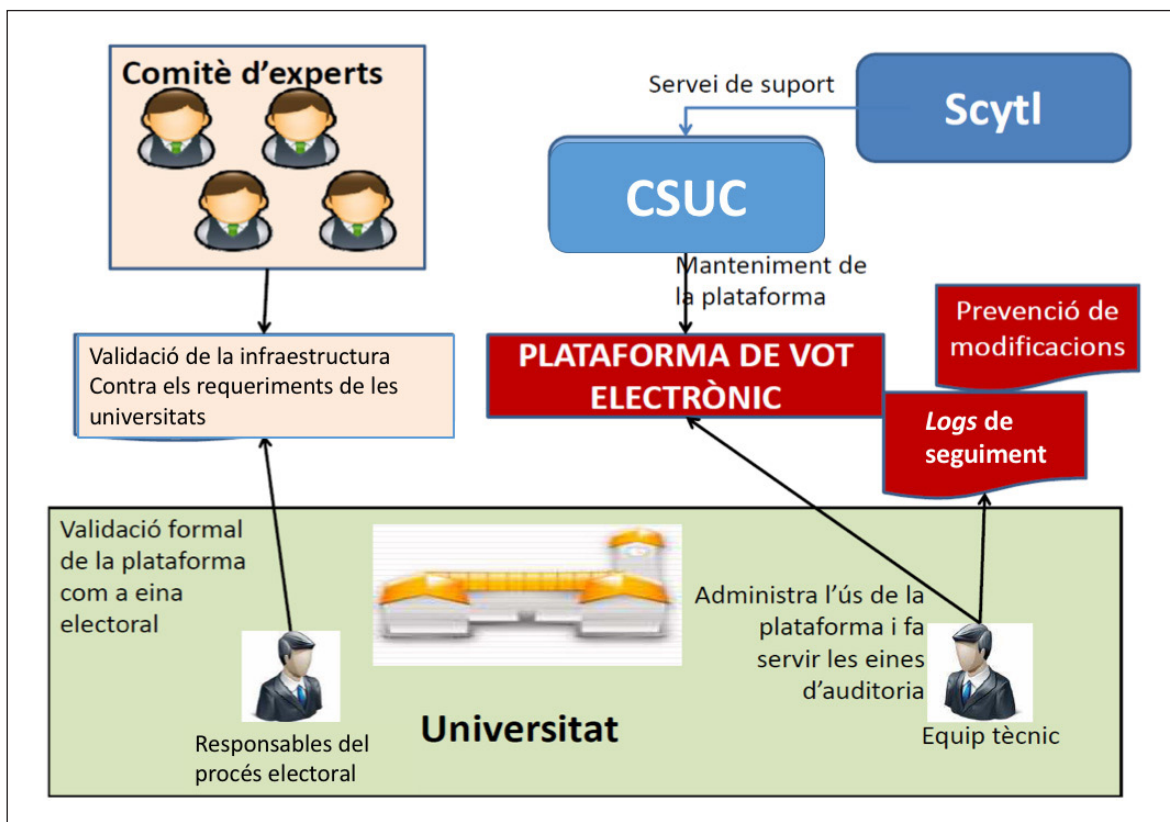 Comitè d’experts
Servei de suport
Scytl
CSUC
Manteniment de
la plataforma
Prevenció de
modificacions
Validació de la infraestructura
Contra els requeriments de les
universitats
PLATAFORMA DE VOT
ELECTRÒNIC
Logs de
seguiment
Validació formal
de la plataforma
com a eina
electoral
Administra l’ús de la
plataforma i fa
servir les eines
d’auditoria
Universitat
Responsables del
procés electoral
Equip tècnic